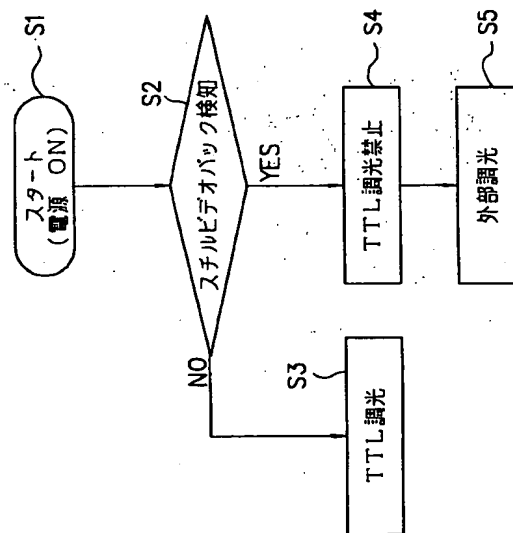 スタート
(電源 ON)
S1
スチルビデオバック検知
S2
NO
YES
S3
TTL調光
S4
TTL調光禁止
S5
外部調光